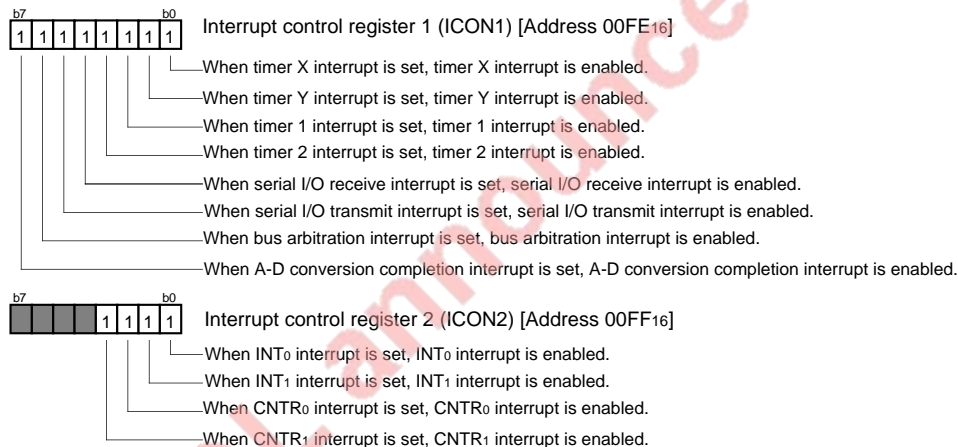 b7 b0
1 1 1 1 1 1 1 1 Interrupt control register 1 (ICON1) [Address 00FE16]
When timer X interrupt is set, timer X interrupt is enabled.
When timer Y interrupt is set, timer Y interrupt is enabled.
When timer 1 interrupt is set, timer 1 interrupt is enabled.
When timer 2 interrupt is set, timer 2 interrupt is enabled.
When serial I/O receive interrupt is set, serial I/O receive interrupt is enabled.
When serial I/O transmit interrupt is set, serial I/O transmit interrupt is enabled.
When bus arbitration interrupt is set, bus arbitration interrupt is enabled.
When A-D conversion completion interrupt is set, A-D conversion completion interrupt is enabled.
b7 b0
1 1 1 1 Interrupt control register 2 (ICON2) [Address 00FF16]
When INT0 interrupt is set, INT0 interrupt is enabled.
When INT1 interrupt is set, INT1 interrupt is enabled.
When CNTR0 interrupt is set, CNTR0 interrupt is enabled.
When CNTR1 interrupt is set, CNTR1 interrupt is enabled.